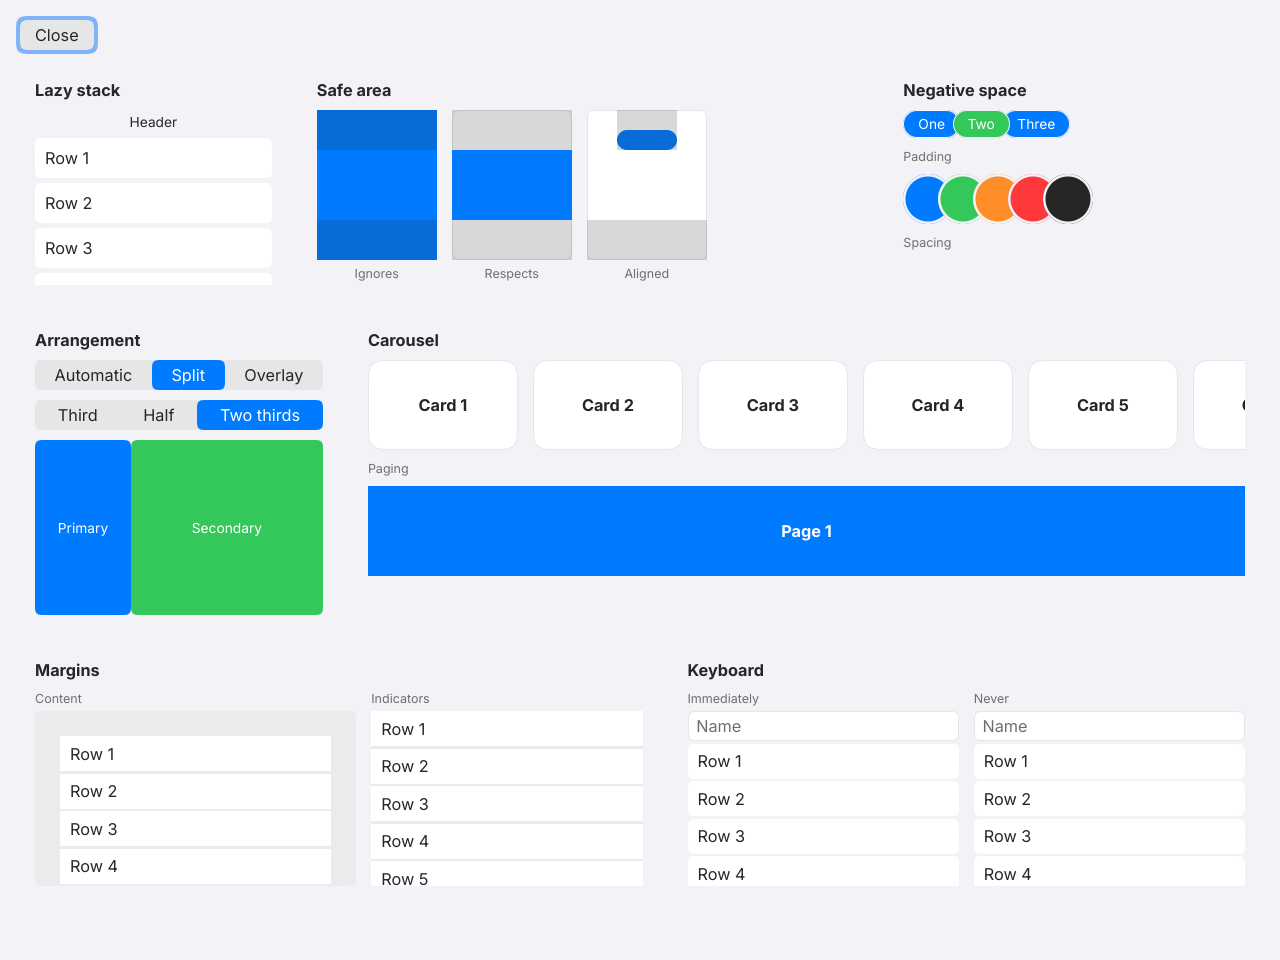 Close
Lazy stack
Header
Row 1
Row 2
Row 3
Safe area
Ignores
Respects
Aligned
Negative space
One
Two
Three
Padding
Spacing
Arrangement
Automatic
Split
Overlay
Third
Half
Two thirds
Primary
Secondary
Carousel
Card 1
Card 2
Card 3
Card 4
Card 5
Paging
Page 1
Margins
Content
Row 1
Row 2
Row 3
Row 4
Indicators
Row 1
Row 2
Row 3
Row 4
Row 5
Keyboard
Immediately
Name
Row 1
Row 2
Row 3
Row 4
Never
Name
Row 1
Row 2
Row 3
Row 4